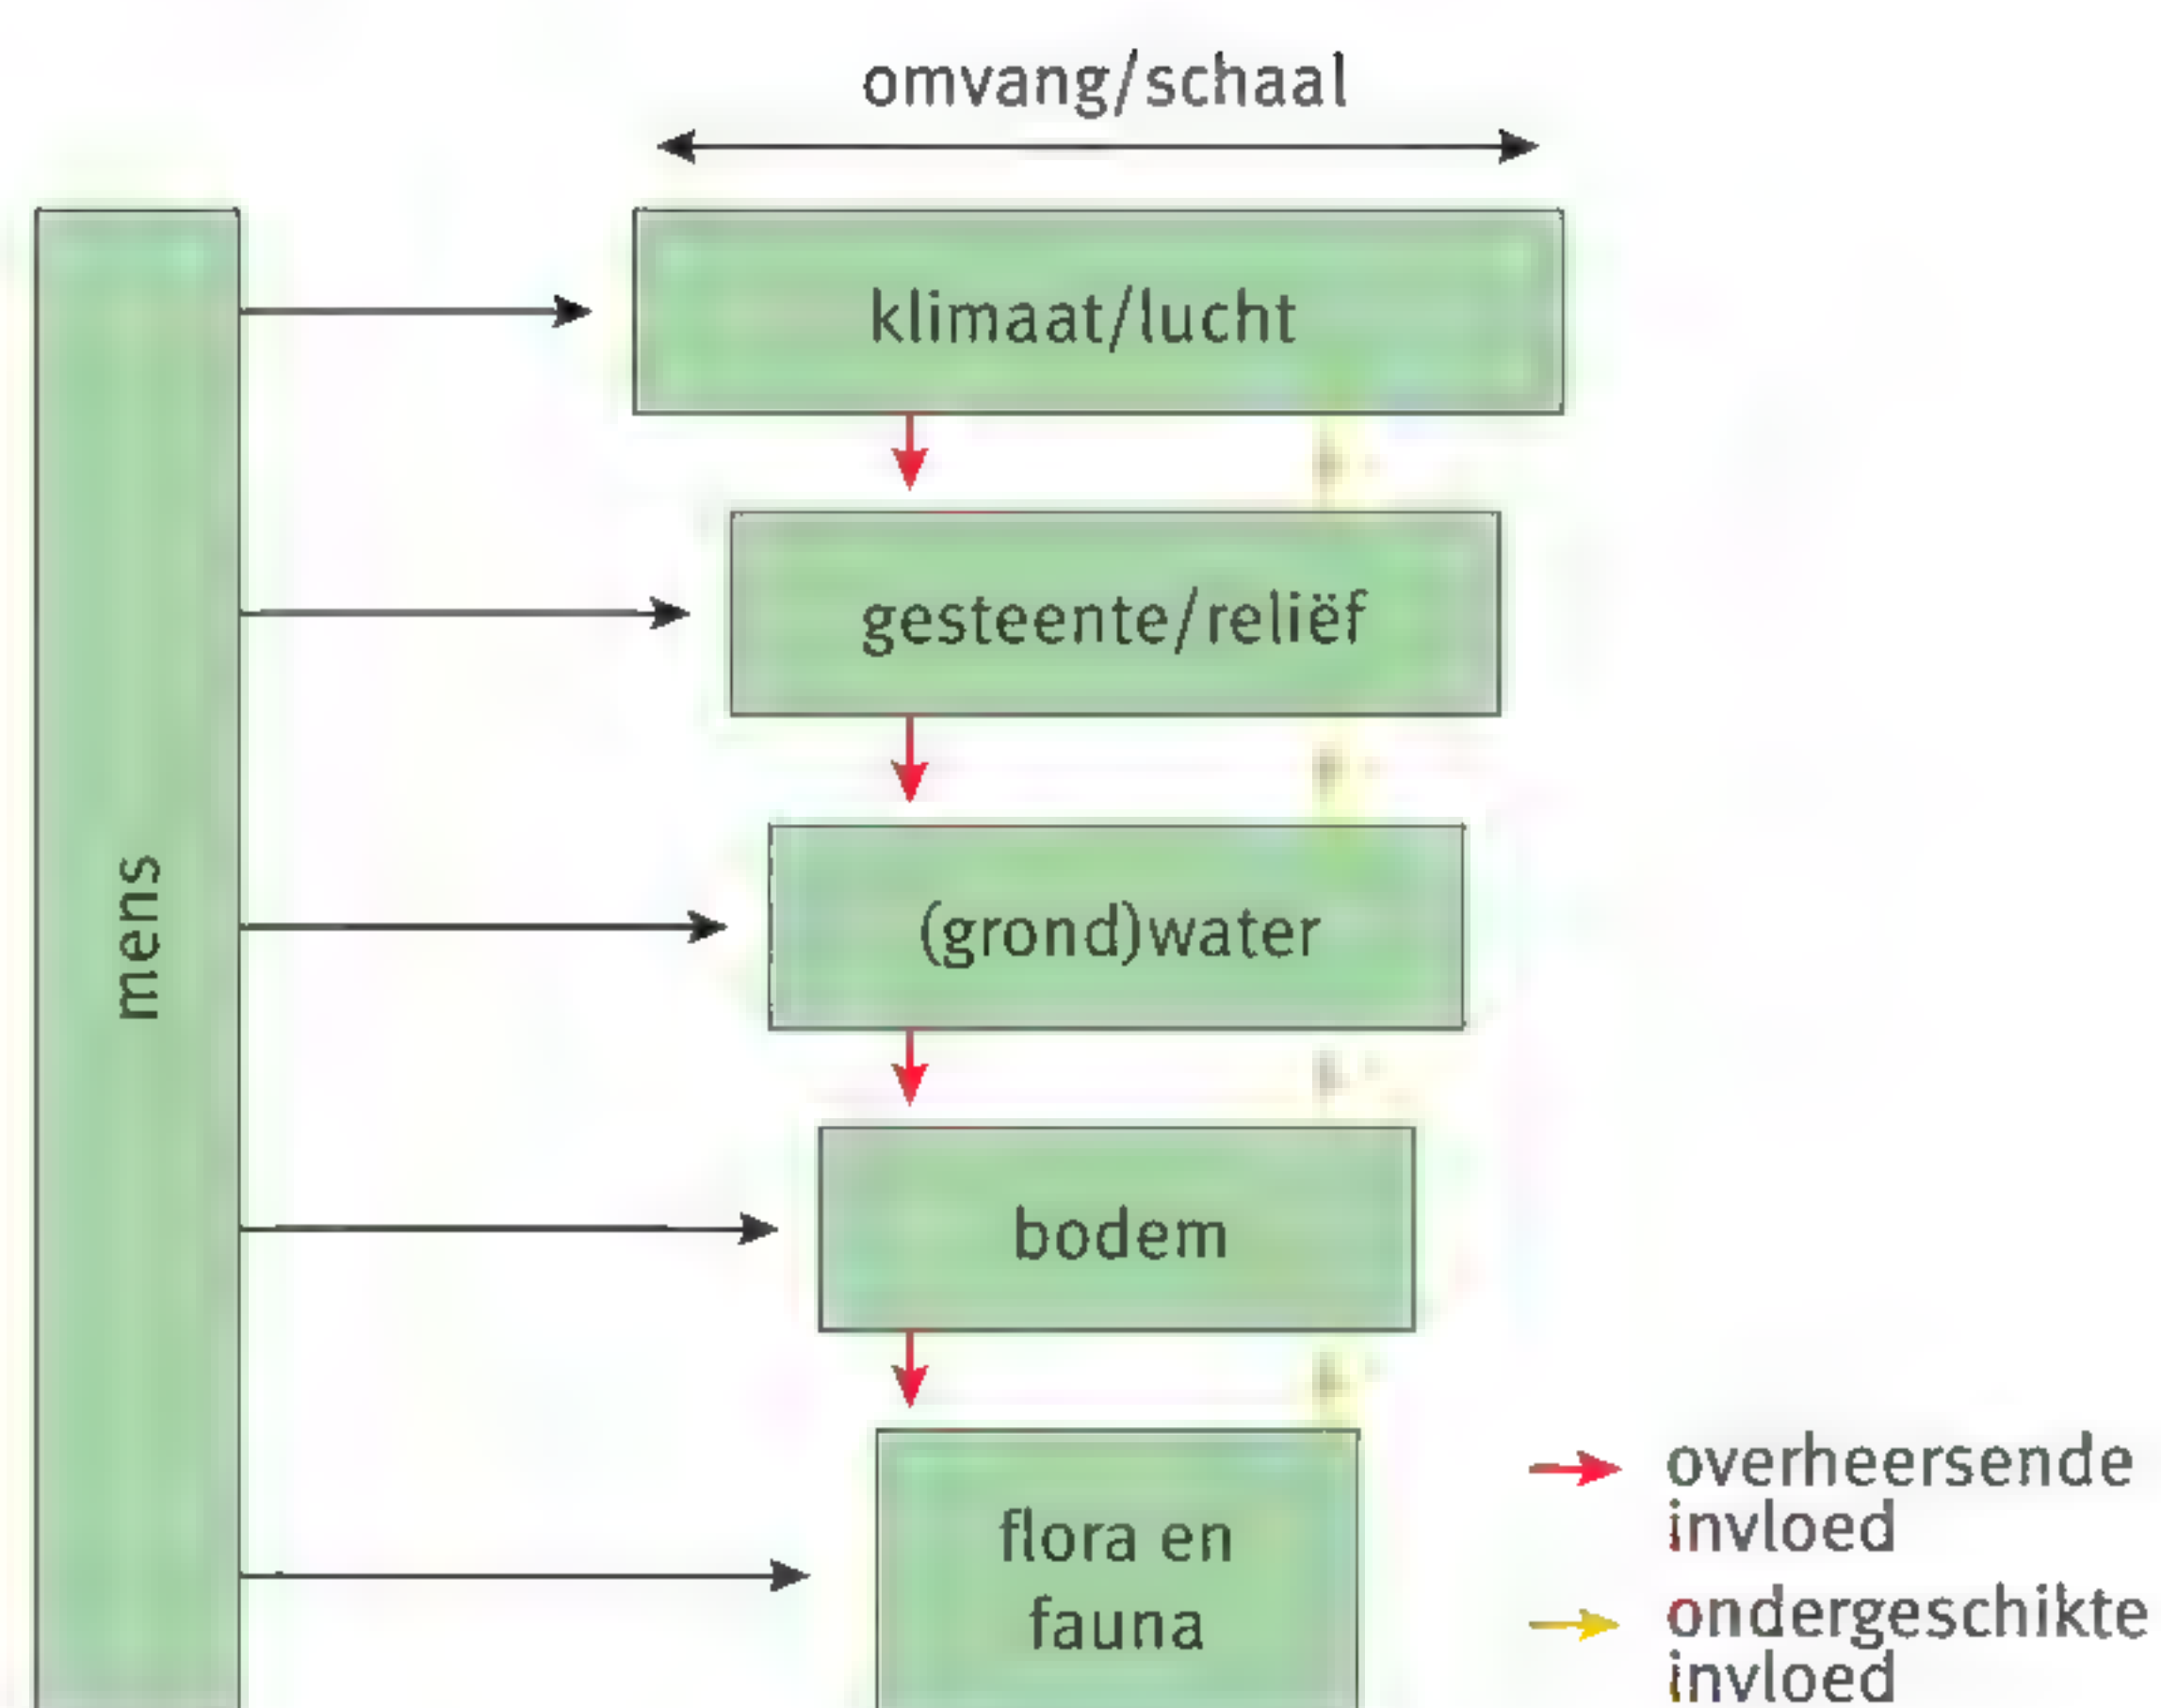 omvang/schaal
klimaat/lucht
gesteente/reliëf
mens
(grond)water
bodem
flora en
fauna
overheersende
invloed
ondergeschikte
invloed